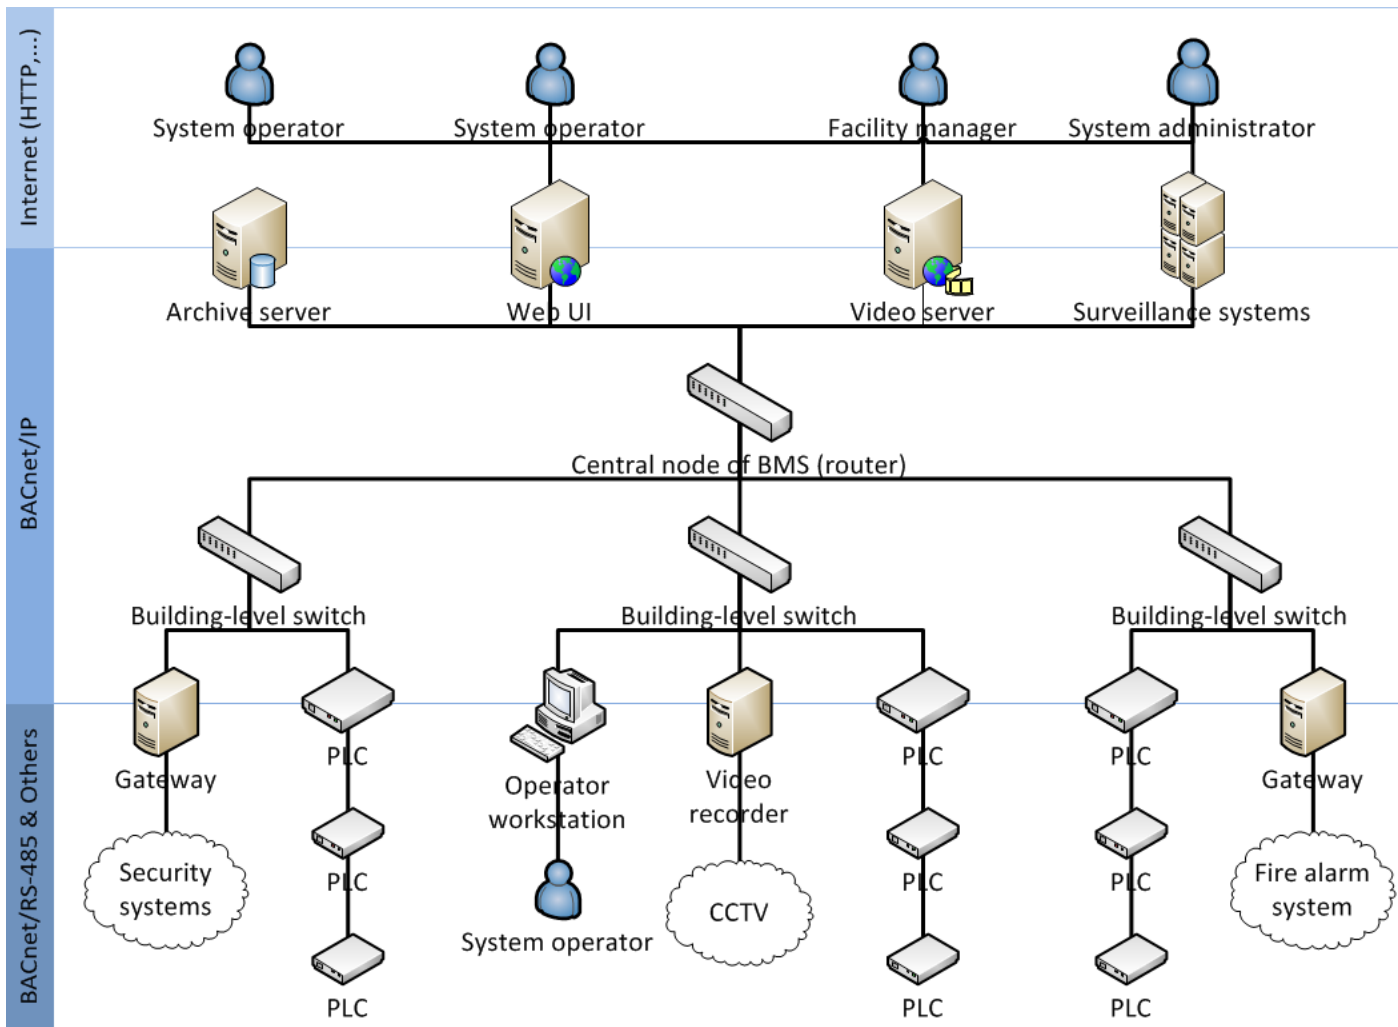 Internet (HTTP,...)
System operator
System operator
Facility manager
System administrator
Archive server
Web UI
Video server
Surveillance systems
BACnet/IP
Central node of BMS (router)
Building-level switch
Building-level switch
Building-level switch
BACnet/RS-485 & Others
Gateway
PLC
Operator
workstation
Video
recorder
PLC
PLC
Gateway
Security
systems
PLC
System operator
CCTV
PLC
PLC
Fire alarm
system
PLC
PLC
PLC